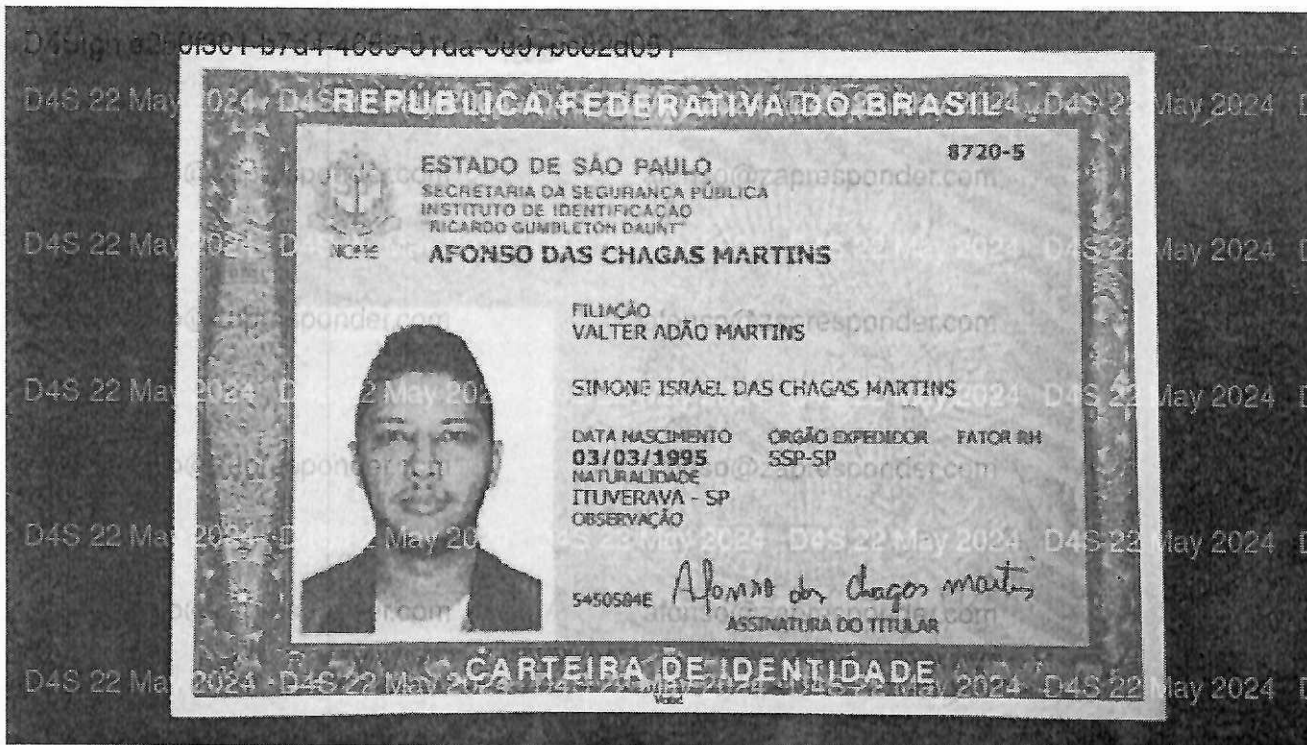 REPÚBLICA FEDERATIVA DO BRASIL
8720-5
ESTADO DE SÃO PAULO
SECRETARIA DA SEGURANÇA PÚBLICA
INSTITUTO DE IDENTIFICAÇÃO
"RICARDO GUMBLETON DAUNT"
NOME AFONSO DAS CHAGAS MARTINS
FILIAÇÃO
VALTER ADÃO MARTINS
SIMONE ISRAEL DAS CHAGAS MARTINS
DATA NASCIMENTO ORGÃO EXPEDIDOR FATOR RH
03/03/1995 SSP-SP
NATURALIDADE
ITUVERAVA - SP
OBSERVAÇÃO
5450584E Afonso das Chagas Martins
ASSINATURA DO TITULAR
CARTEIRA DE IDENTIDADE
D4S 22 May 2024